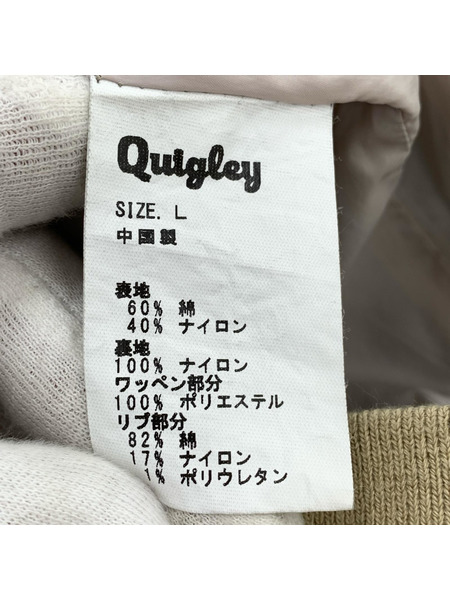 Quigley
SIZE. L
中国製
表地
60% 綿
40% ナイロン
裏地
100% ナイロン
ワッペン部分
100% ポリエステル
リブ部分
82% 綿
17% ナイロン
1% ポリウレタン